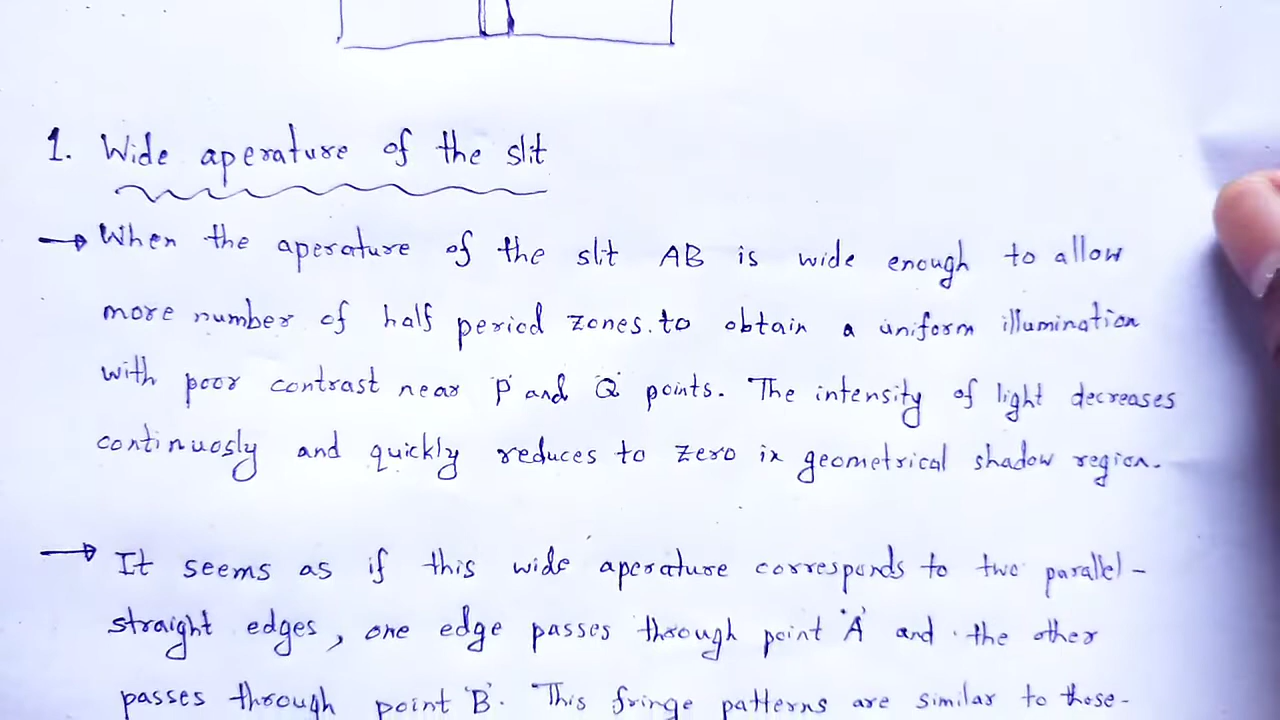 1. Wide aperature of the slit
→ When the aperature of the slit AB is wide enough to allow
more number of half period zones. to obtain a uniform illumination
with poor contrast near 'P' and 'Q' points. The intensity of light decreases
continuosly and quickly reduces to zero in geometrical shadow region.
→ It seems as if this wide aperature corresponds to two parallel-
straight edges, one edge passes through point 'A' and the other
passes through point 'B'. This fringe patterns are similar to those-